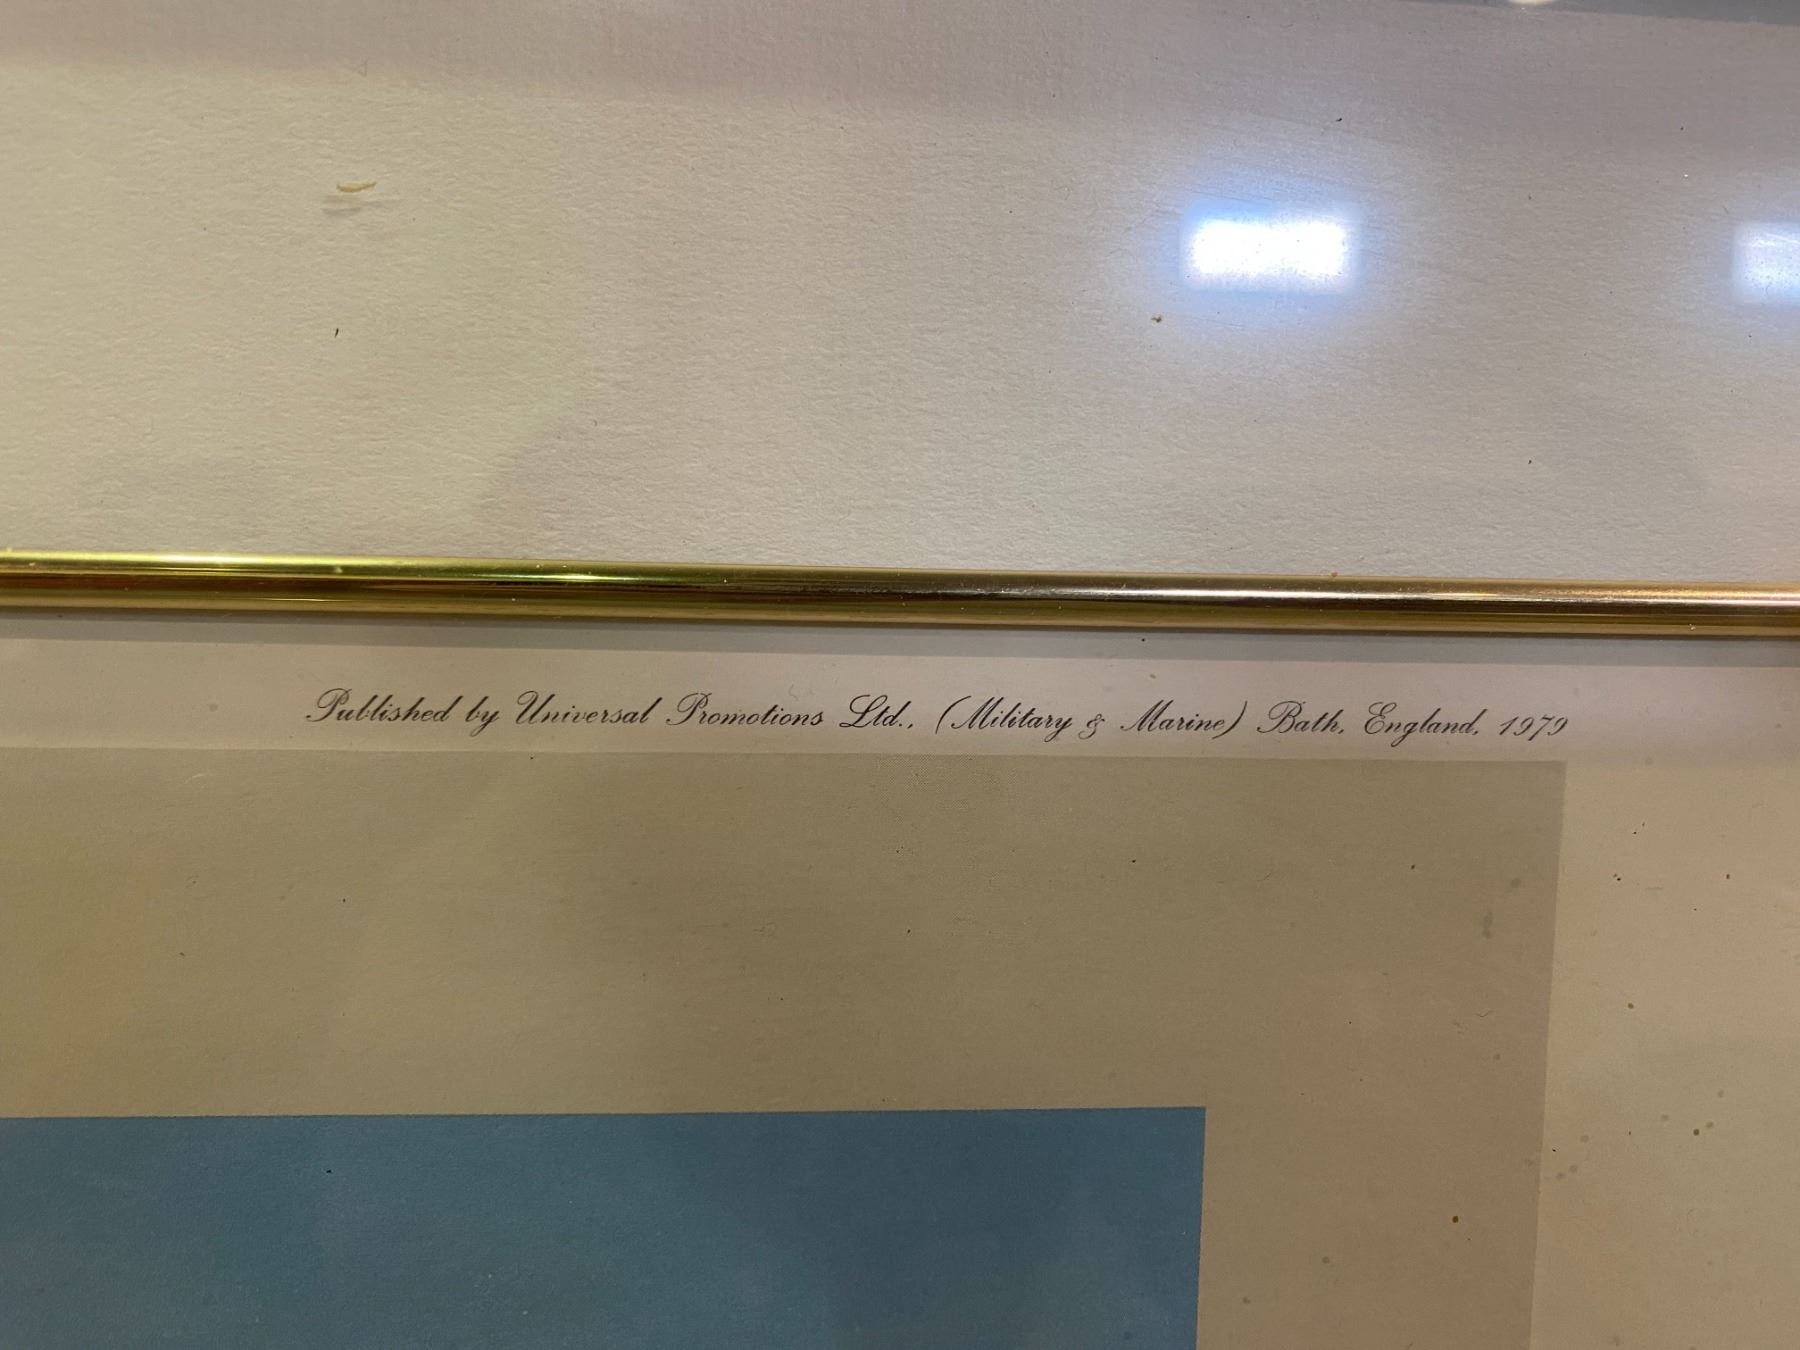 Published by Universal Promotions Ltd., (Military & Marine) Bath, England, 1979